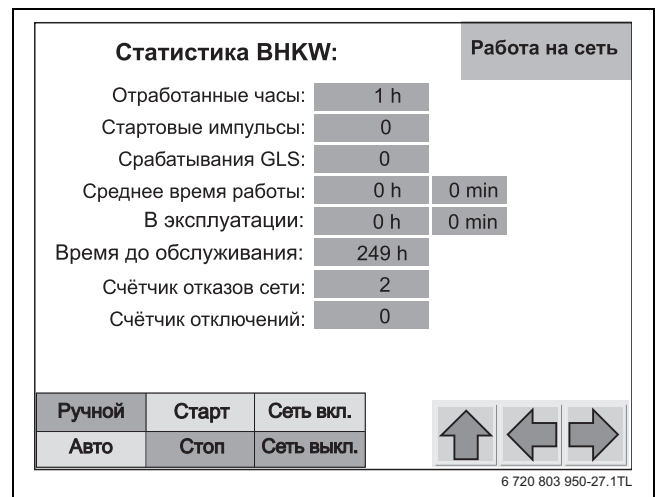 Статистика BHKW:
Работа на сеть
Отработанные часы: 1 h
Стартовые импульсы: 0
Срабатывания GLS: 0
Среднее время работы: 0 h 0 min
В эксплуатации: 0 h 0 min
Время до обслуживания: 249 h
Счётчик отказов сети: 2
Счётчик отключений: 0
Ручной Старт Сеть вкл.
Авто Стоп Сеть выкл.
6 720 803 950-27.1TL